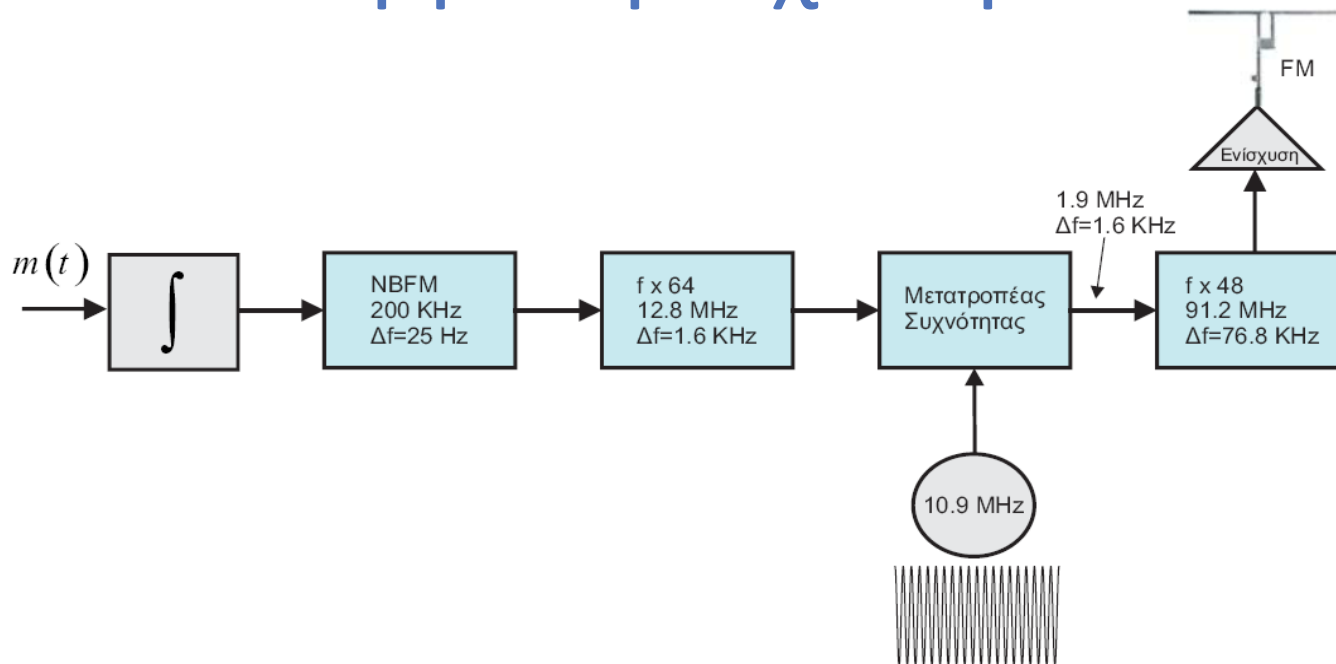 FM
Ενίσχυση
1.9 MHz
Δf=1.6 KHz
m(t)
∫
NBFM
200 KHz
Δf=25 Hz
f x 64
12.8 MHz
Δf=1.6 KHz
Μετατροπέας
Συχνότητας
f x 48
91.2 MHz
Δf=76.8 KHz
10.9 MHz